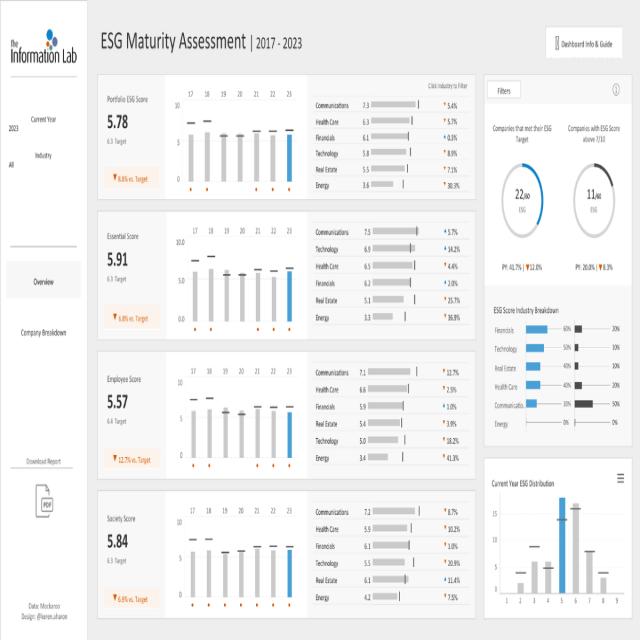 the
Information Lab
ESG Maturity Assessment | 2017 - 2023
Dashboard Info & Guide
Current Year
2023
Industry
All
Overview
Company Breakdown
Download Report
PDF
Data: Mockaroo
Design: @karen.aharon
Click Industry to Filter
Portfolio ESG Score
5.78
6.3 Target
▼ 8.8% vs. Target
17 18 19 20 21 22 23
10
5
0
Communications 7.3 ▼ 5.4%
Health Care 6.3 ▼ 5.7%
Financials 6.1 ▲ 0.3%
Technology 5.8 ▼ 8.9%
Real Estate 5.5 ▼ 7.1%
Energy 3.6 ▼ 30.3%
Essential Score
5.91
6.3 Target
▼ 6.8% vs. Target
17 18 19 20 21 22 23
10.0
5.0
0.0
Communications 7.5 ▲ 5.7%
Technology 6.9 ▲ 14.2%
Health Care 6.5 ▼ 4.4%
Financials 6.2 ▲ 2.0%
Real Estate 5.1 ▼ 25.7%
Energy 3.3 ▼ 36.9%
Employee Score
5.57
6.4 Target
▼ 12.7% vs. Target
17 18 19 20 21 22 23
10
5
0
Communications 7.1 ▼ 12.7%
Health Care 6.6 ▼ 2.5%
Financials 5.9 ▲ 1.0%
Real Estate 5.4 ▼ 3.9%
Technology 5.0 ▼ 18.2%
Energy 3.4 ▼ 41.3%
Society Score
5.84
6.3 Target
▼ 6.9% vs. Target
17 18 19 20 21 22 23
10
5
0
Communications 7.2 ▼ 8.7%
Health Care 5.9 ▼ 10.2%
Financials 6.1 ▼ 1.0%
Technology 5.5 ▼ 20.9%
Real Estate 6.1 ▲ 11.4%
Energy 4.2 ▼ 7.5%
Filters
Companies that met their ESG
Target
22/60
ESG
PY: 41.7% | ▼12.0%
Companies with ESG Score
above 7/10
11/60
ESG
PY: 20.0% | ▼8.3%
ESG Score Industry Breakdown
Financials 60% 20%
Technology 50% 10%
Real Estate 40% 10%
Health Care 40% 20%
Communicatio.. 30% 50%
Energy 0% 0%
Current Year ESG Distribution
15
10
5
0
1 2 3 4 5 6 7 8 9